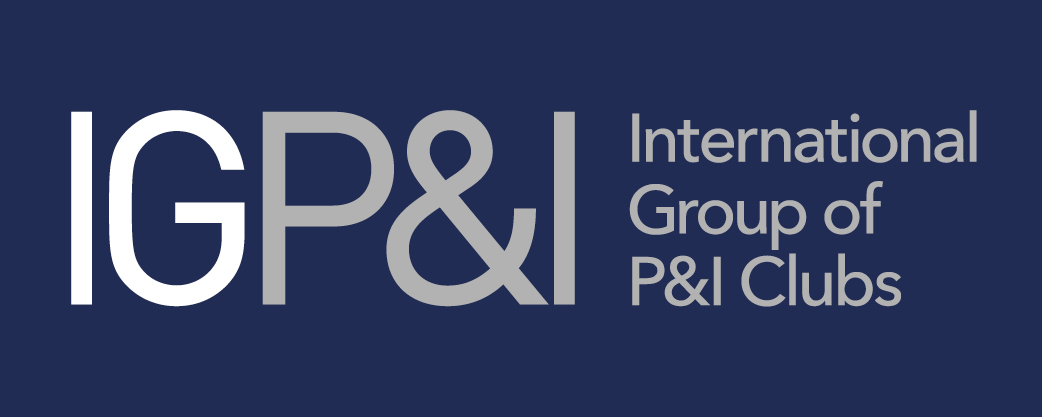 IGP&I
International
Group of
P&I Clubs